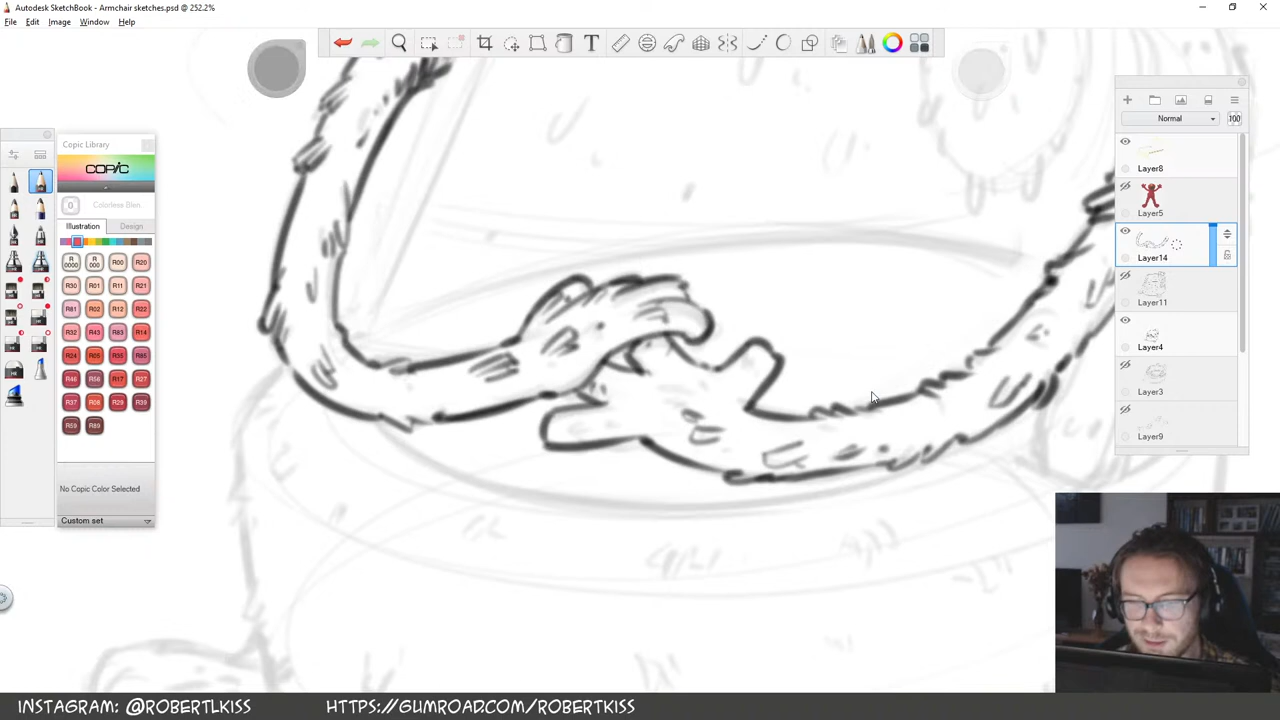 Autodesk SketchBook - Armchair sketches.psd @ 252.2%
File Edit Image Window Help
Copic Library
COPIC
0 Colorless Blen.
Illustration Design
R0000 R000 R00 R20
R30 R01 R11 R21
R81 R02 R12 R22
R32 R43 R83 R14
R24 R05 R35 R85
R46 R56 R17 R27
R37 R08 R29 R39
R59 R89
No Copic Color Selected
Custom set
Normal 100
Layer8
Layer5
Layer14
Layer11
Layer4
Layer3
Layer9
INSTAGRAM: @ROBERTLKISS HTTPS://GUMROAD.COM/ROBERTKISS